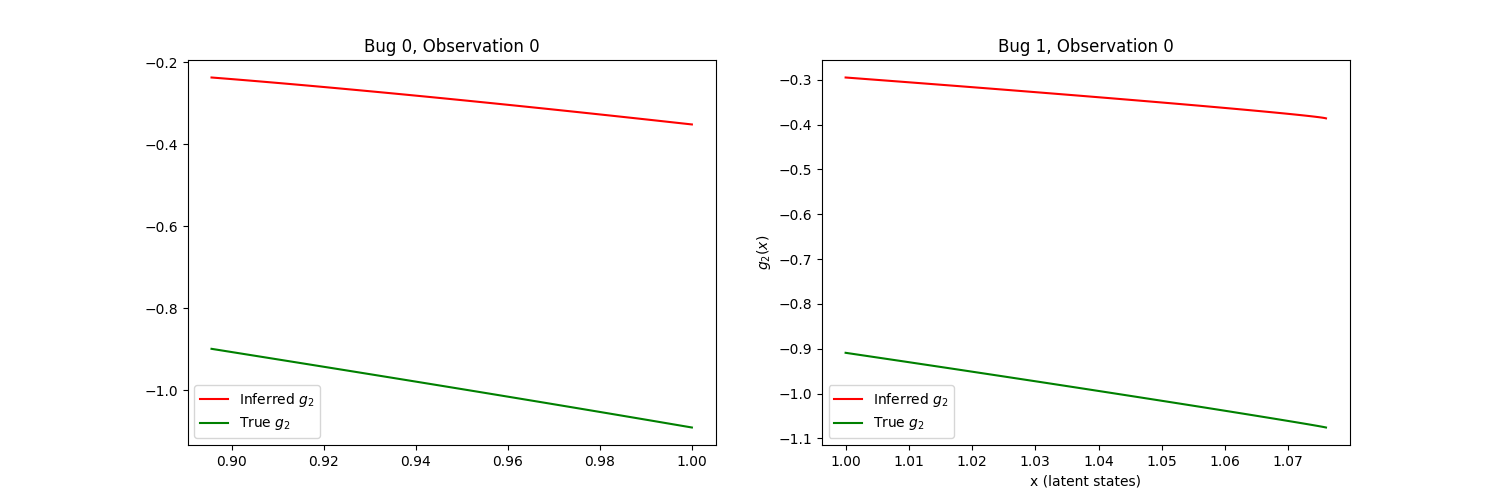 Bug 0, Observation 0
−0.2
−0.4
−0.6
−0.8
−1.0
Inferred g₂
True g₂
0.90 0.92 0.94 0.96 0.98 1.00
Bug 1, Observation 0
g₂(x)
−0.3
−0.4
−0.5
−0.6
−0.7
−0.8
−0.9
−1.0
−1.1
Inferred g₂
True g₂
1.00 1.01 1.02 1.03 1.04 1.05 1.06 1.07
x (latent states)